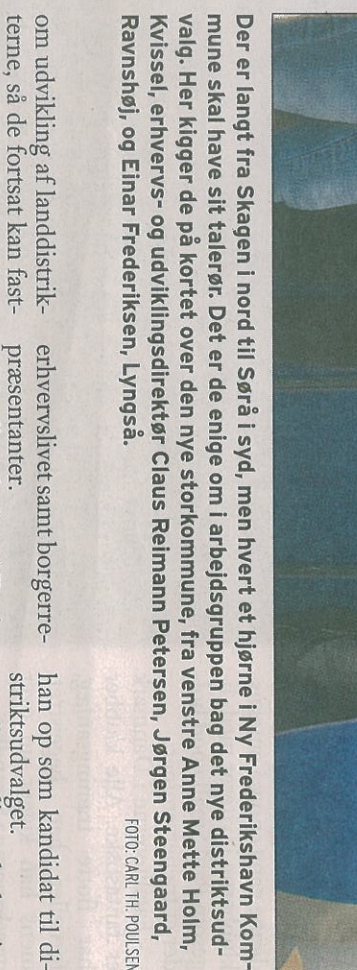 Der er langt fra Skagen i nord til Sørå i syd, men hvert et hjørne i Ny Frederikshavn Kom-
mune skal have sit talerør. Det er de enige om i arbejdsgruppen bag det nye distriktsud-
valg. Her kigger de på kortet over den nye storkommune, fra venstre Anne Mette Holm,
Kvissel, erhvervs- og udviklingsdirektør Claus Reimann Petersen, Jørgen Steengaard,
Ravnshøj, og Einar Frederiksen, Lyngså.
FOTO: CARL TH. POULSEN
om udvikling af landdistrik-
terne, så de fortsat kan fast-
erhvervslivet samt borgerre-
præsentanter.
han op som kandidat til di-
striktsudvalget.